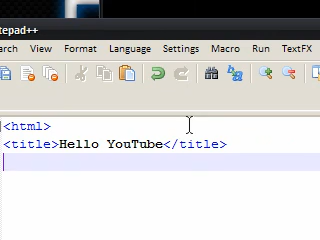 tepad++
arch View Format Language Settings Macro Run TextFX
<html>
<title>Hello YouTube</title>